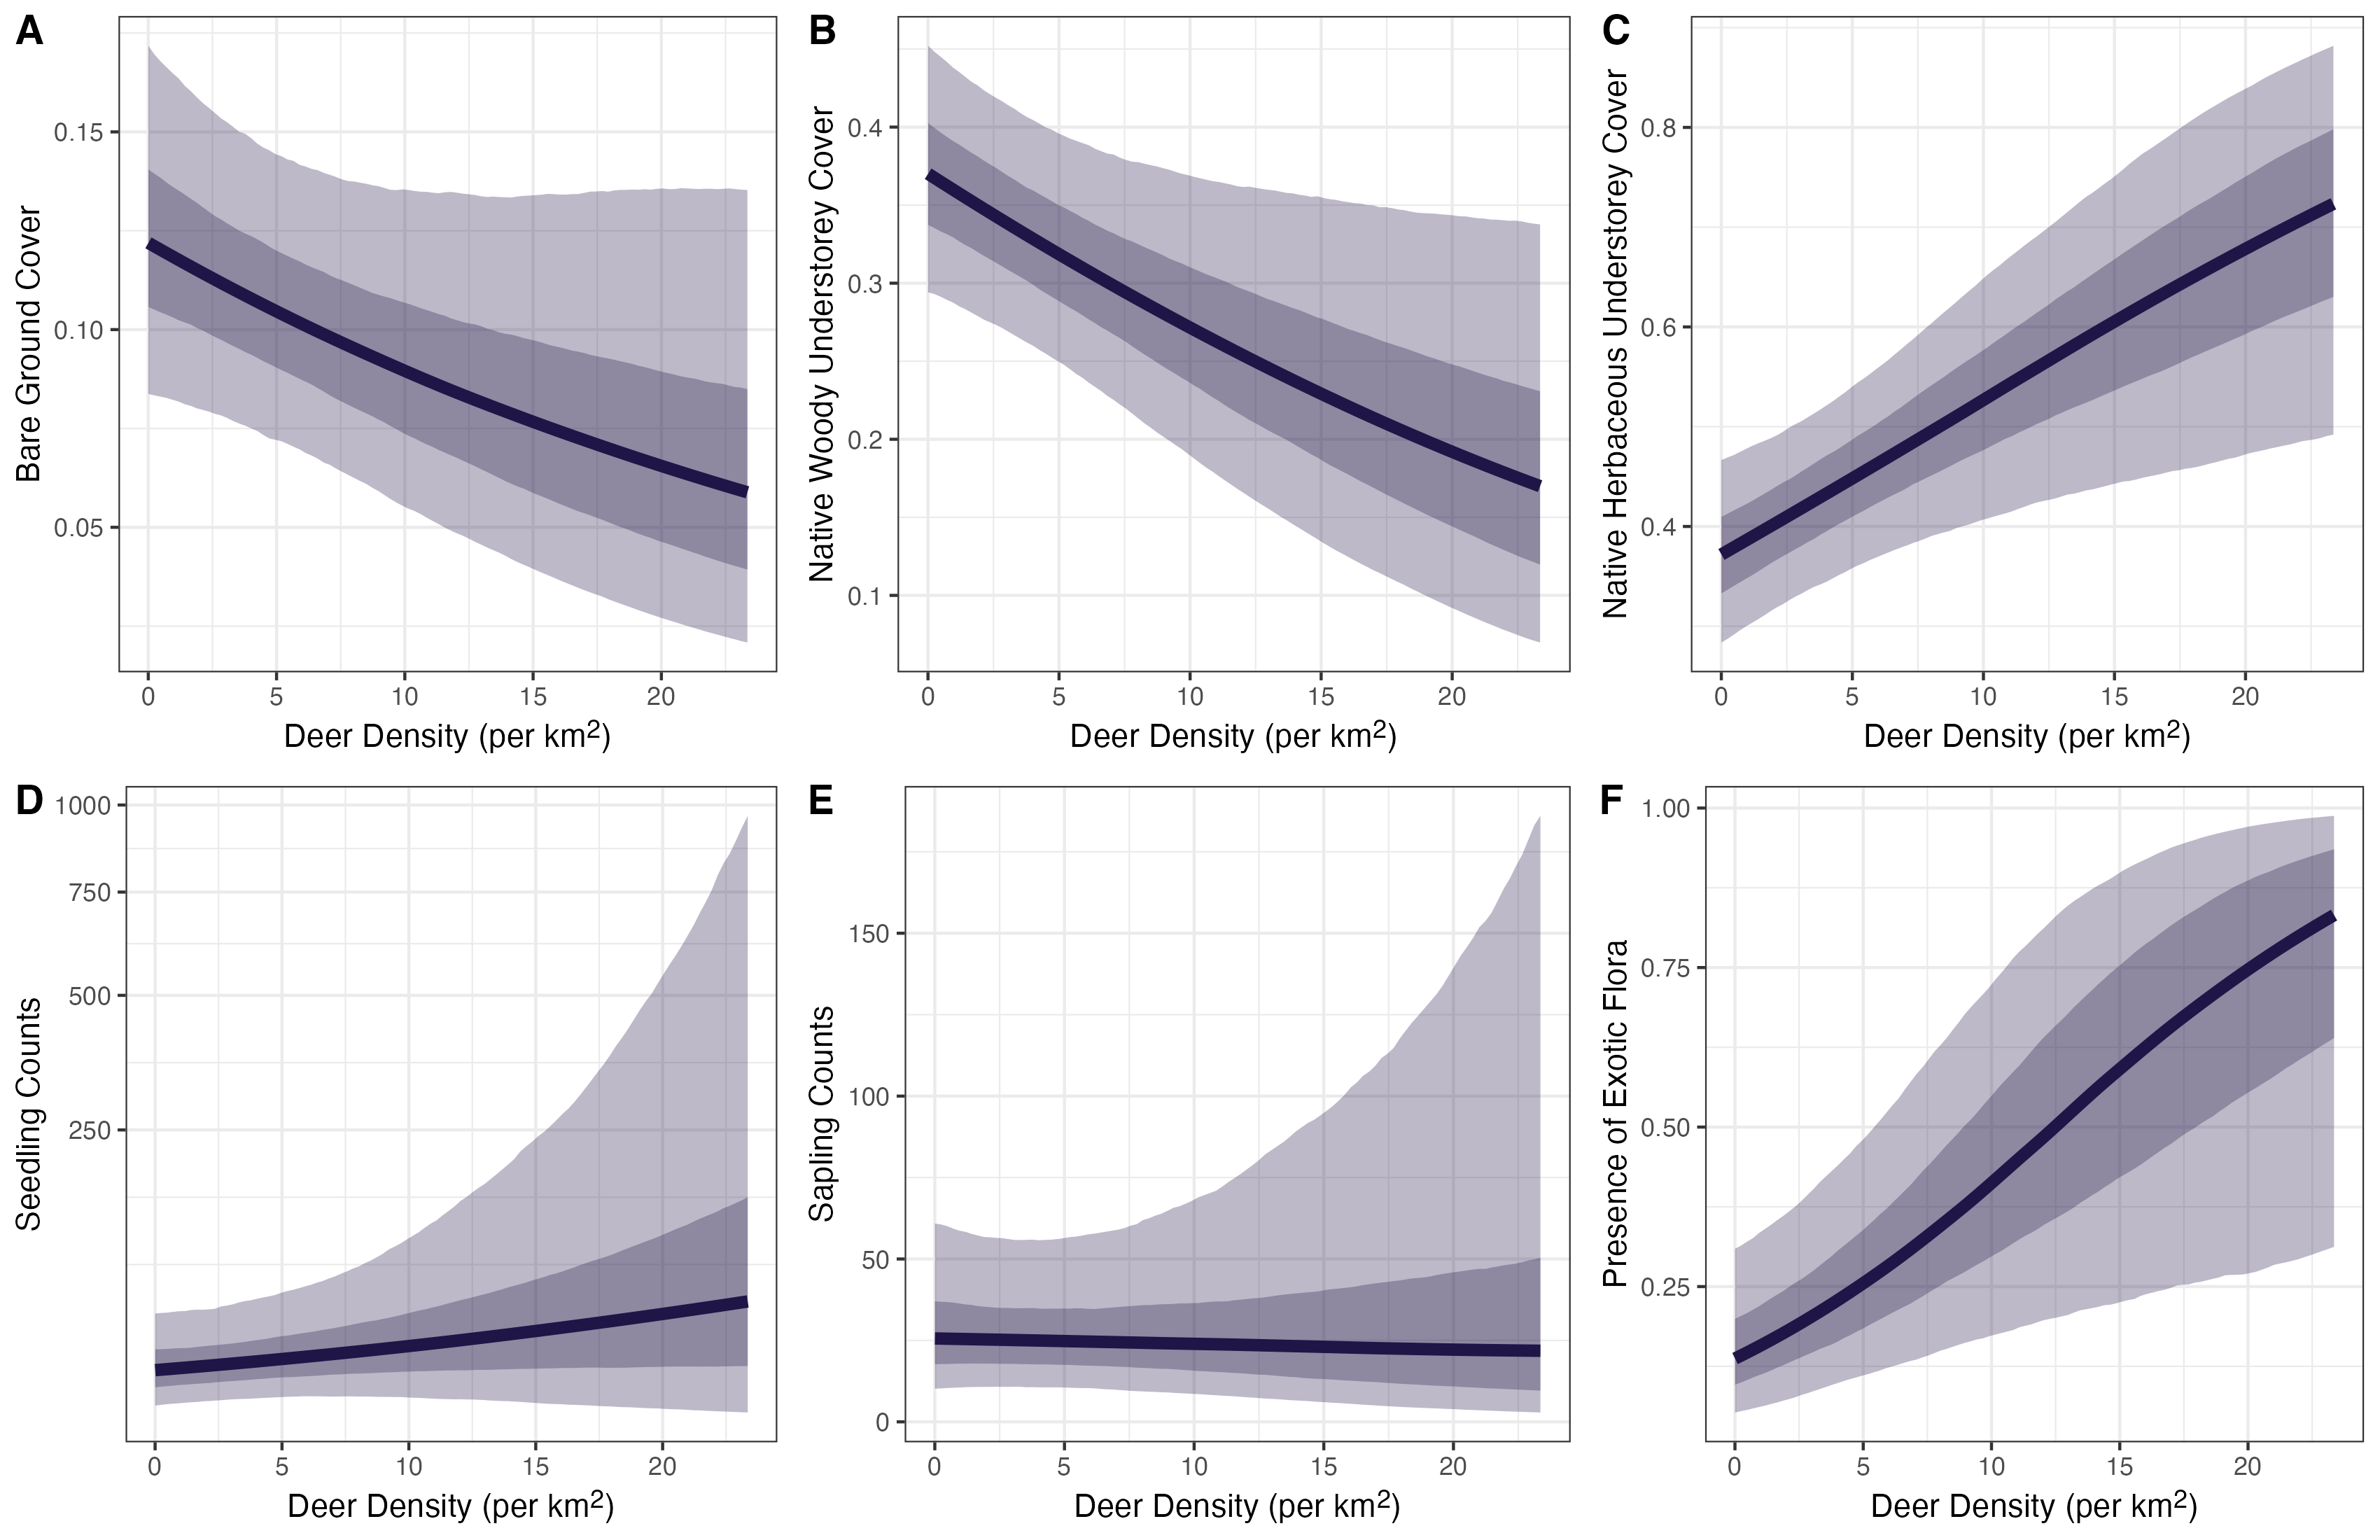 A
Bare Ground Cover
0.15
0.10
0.05
0 5 10 15 20
Deer Density (per km²)
B
Native Woody Understorey Cover
0.4
0.3
0.2
0.1
0 5 10 15 20
Deer Density (per km²)
C
Native Herbaceous Understorey Cover
0.8
0.6
0.4
0 5 10 15 20
Deer Density (per km²)
D
Seedling Counts
1000
750
500
250
0 5 10 15 20
Deer Density (per km²)
E
Sapling Counts
150
100
50
0
0 5 10 15 20
Deer Density (per km²)
F
Presence of Exotic Flora
1.00
0.75
0.50
0.25
0 5 10 15 20
Deer Density (per km²)